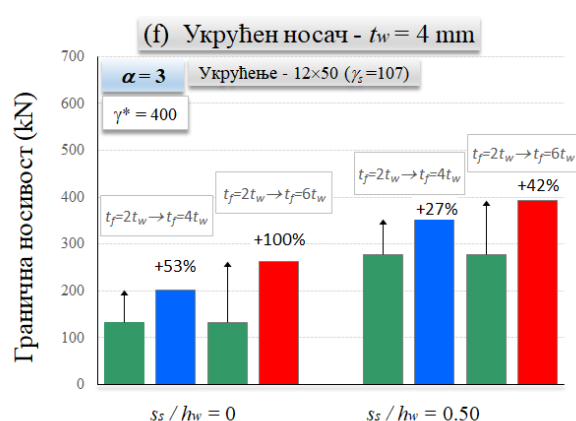 (f) Укрућен носач - tw = 4 mm
α = 3
Укрућење - 12×50 (γs =107)
γ* = 400
Гранична носивост (kN)
700
600
500
400
300
200
100
0
tf=2tw→tf=4tw
+53%
tf=2tw→tf=6tw
+100%
tf=2tw→tf=4tw
+27%
tf=2tw→tf=6tw
+42%
ss / hw = 0
ss / hw = 0.50